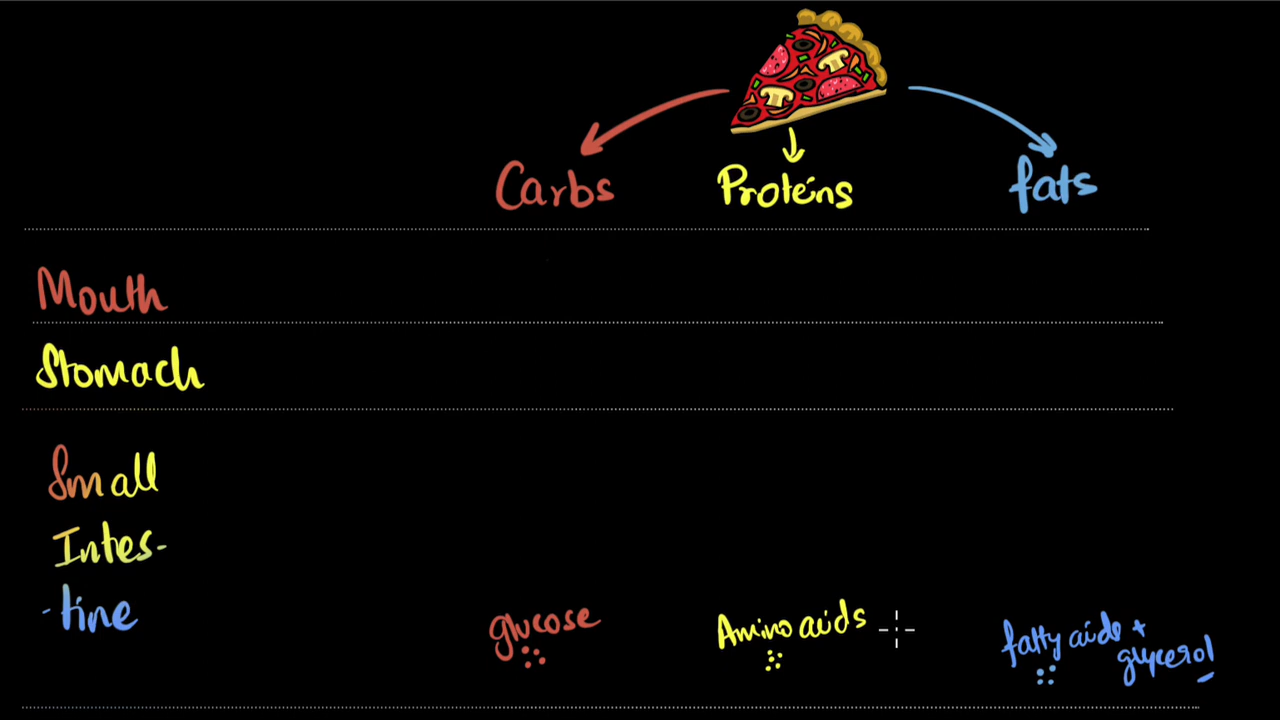 Carbs Proteins fats
Mouth
Stomach
Small
Intes-
-tine
glucose Amino acids fatty acids +
glycerol